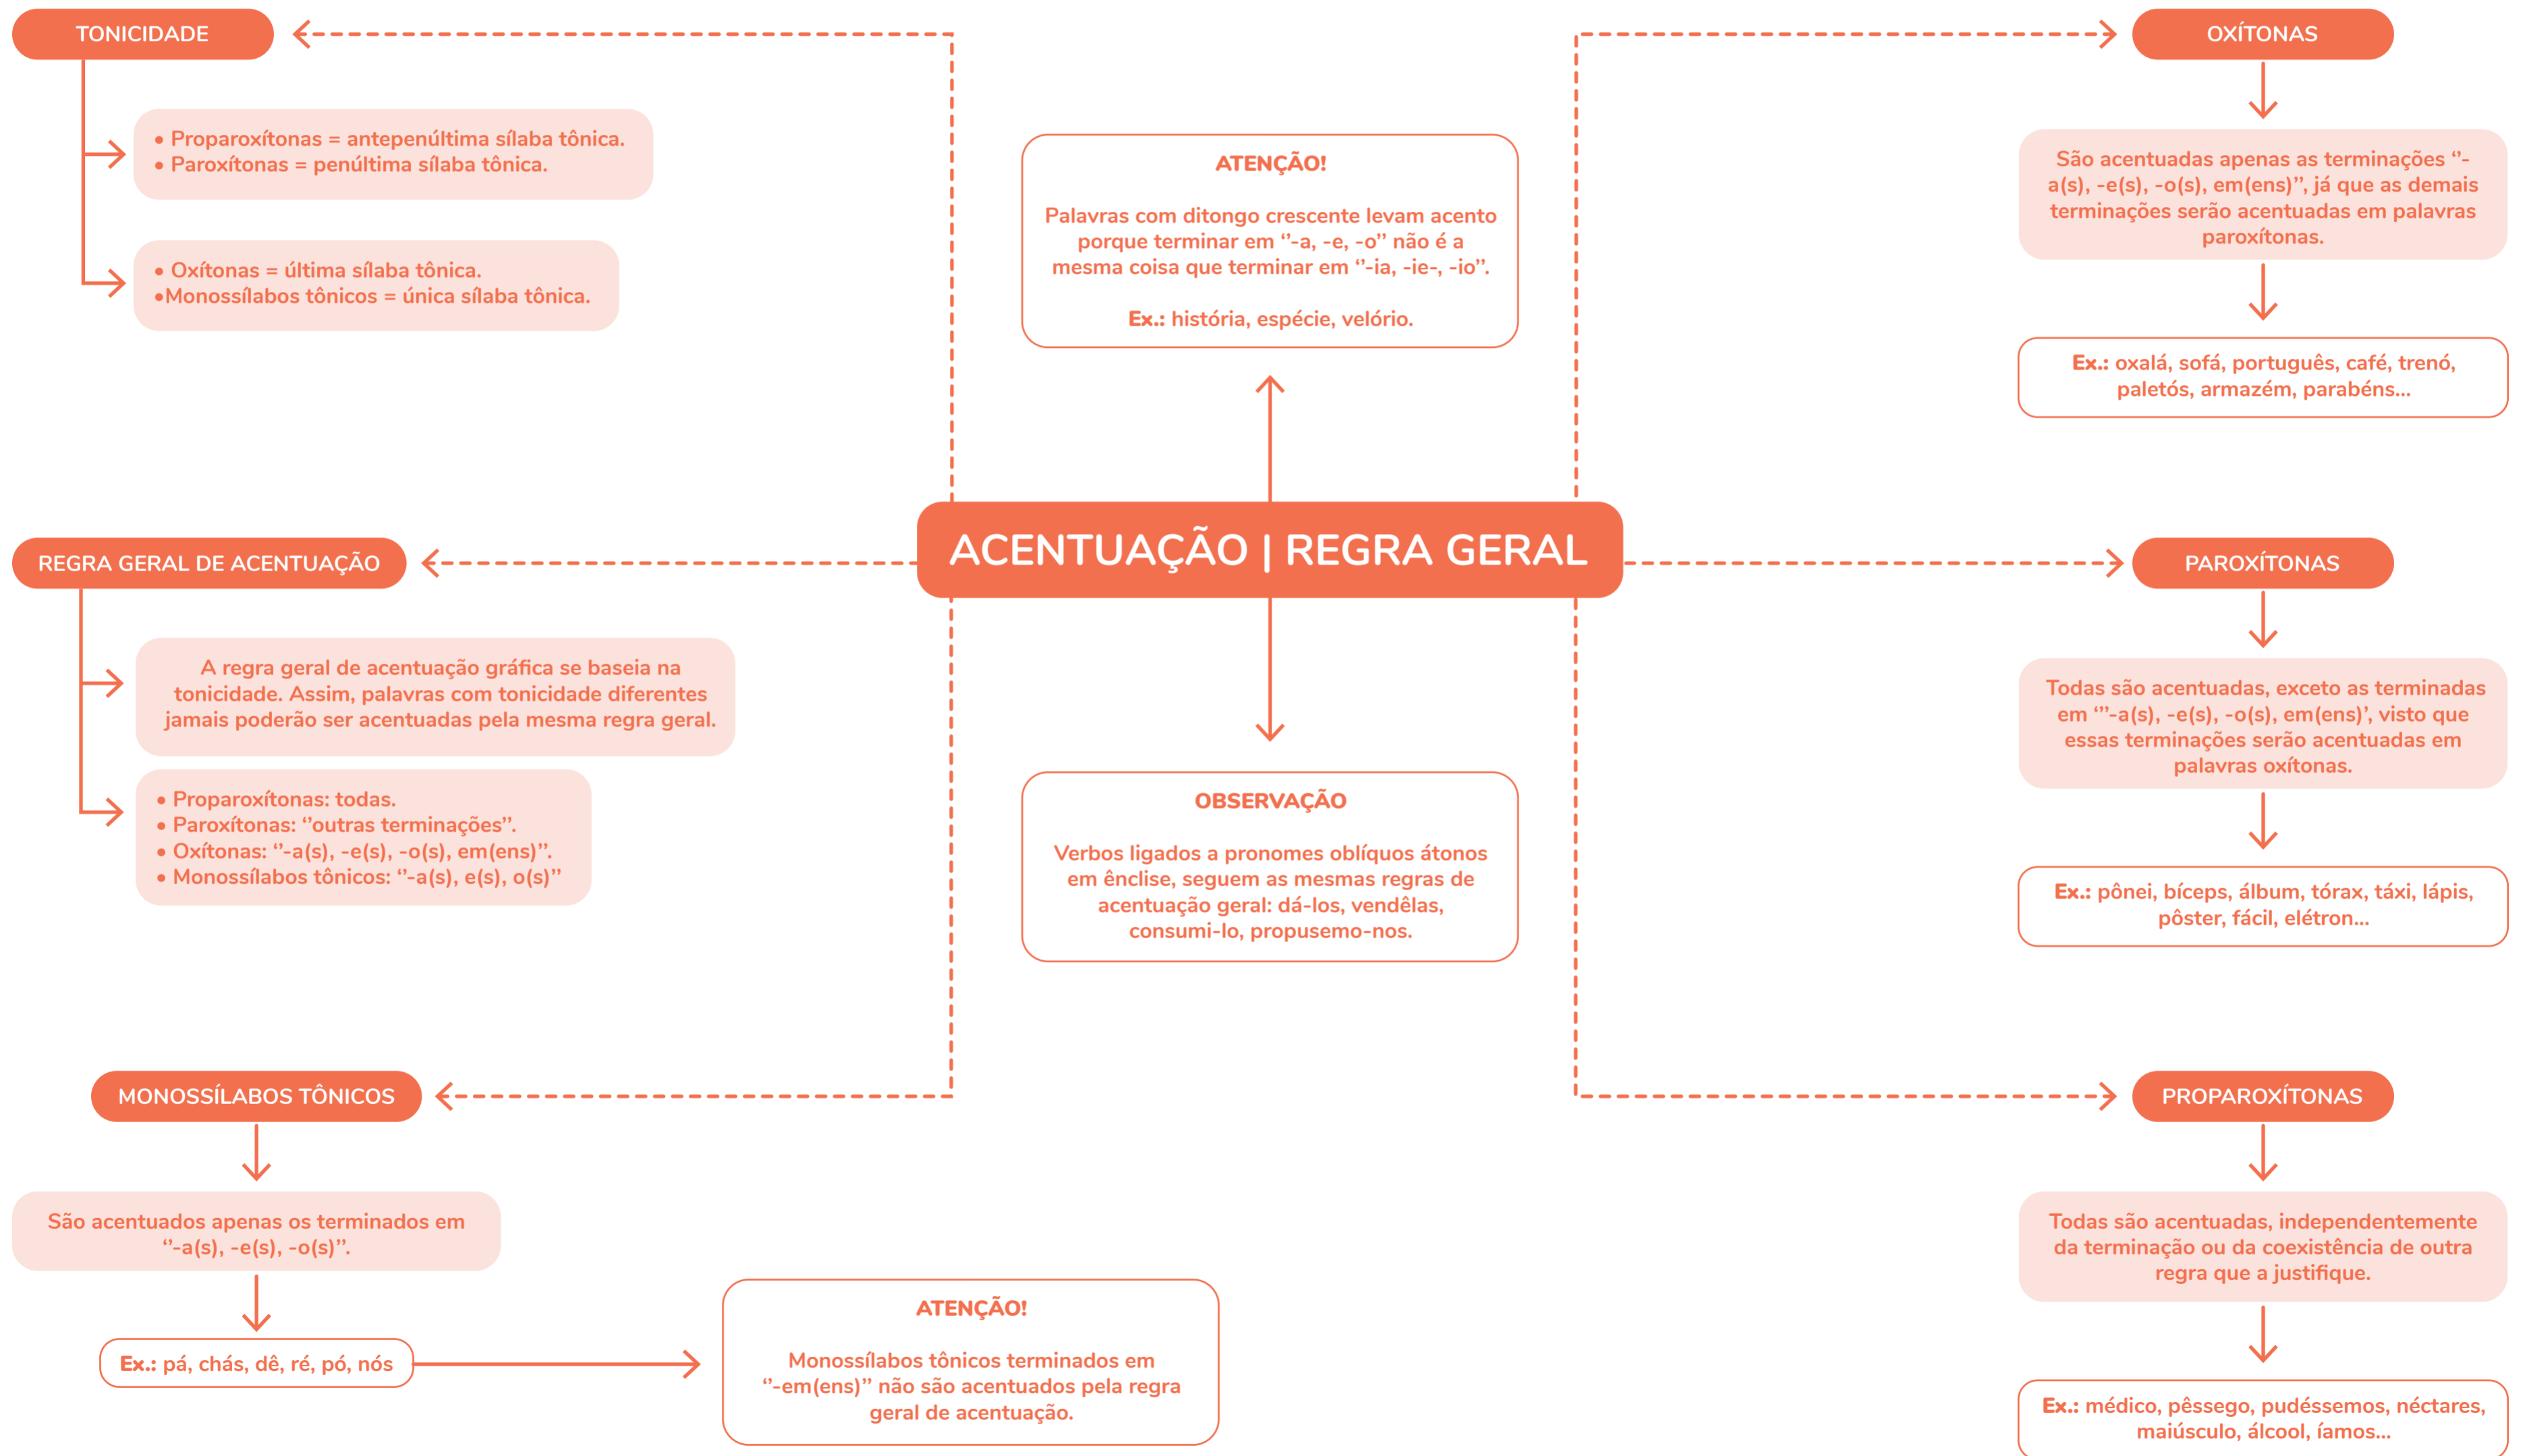 TONICIDADE
• Proparoxítonas = antepenúltima sílaba tônica.
• Paroxítonas = penúltima sílaba tônica.
• Oxítonas = última sílaba tônica.
•Monossílabos tônicos = única sílaba tônica.
ATENÇÃO!
Palavras com ditongo crescente levam acento
porque terminar em ‘’-a, -e, -o’’ não é a
mesma coisa que terminar em ‘’-ia, -ie-, -io’’.
Ex.: história, espécie, velório.
OXÍTONAS
São acentuadas apenas as terminações ‘’-
a(s), -e(s), -o(s), em(ens)’’, já que as demais
terminações serão acentuadas em palavras
paroxítonas.
Ex.: oxalá, sofá, português, café, trenó,
paletós, armazém, parabéns...
ACENTUAÇÃO | REGRA GERAL
REGRA GERAL DE ACENTUAÇÃO
A regra geral de acentuação gráfica se baseia na
tonicidade. Assim, palavras com tonicidade diferentes
jamais poderão ser acentuadas pela mesma regra geral.
• Proparoxítonas: todas.
• Paroxítonas: ‘’outras terminações’’.
• Oxítonas: ‘’-a(s), -e(s), -o(s), em(ens)’’.
• Monossílabos tônicos: ‘’-a(s), e(s), o(s)’’
OBSERVAÇÃO
Verbos ligados a pronomes oblíquos átonos
em ênclise, seguem as mesmas regras de
acentuação geral: dá-los, vendêlas,
consumi-lo, propusemo-nos.
PAROXÍTONAS
Todas são acentuadas, exceto as terminadas
em ‘’’-a(s), -e(s), -o(s), em(ens)’, visto que
essas terminações serão acentuadas em
palavras oxítonas.
Ex.: pônei, bíceps, álbum, tórax, táxi, lápis,
pôster, fácil, elétron...
MONOSSÍLABOS TÔNICOS
São acentuados apenas os terminados em
‘’-a(s), -e(s), -o(s)’’.
Ex.: pá, chás, dê, ré, pó, nós
ATENÇÃO!
Monossílabos tônicos terminados em
‘’-em(ens)’’ não são acentuados pela regra
geral de acentuação.
PROPAROXÍTONAS
Todas são acentuadas, independentemente
da terminação ou da coexistência de outra
regra que a justifique.
Ex.: médico, pêssego, pudéssemos, néctares,
maiúsculo, álcool, íamos...